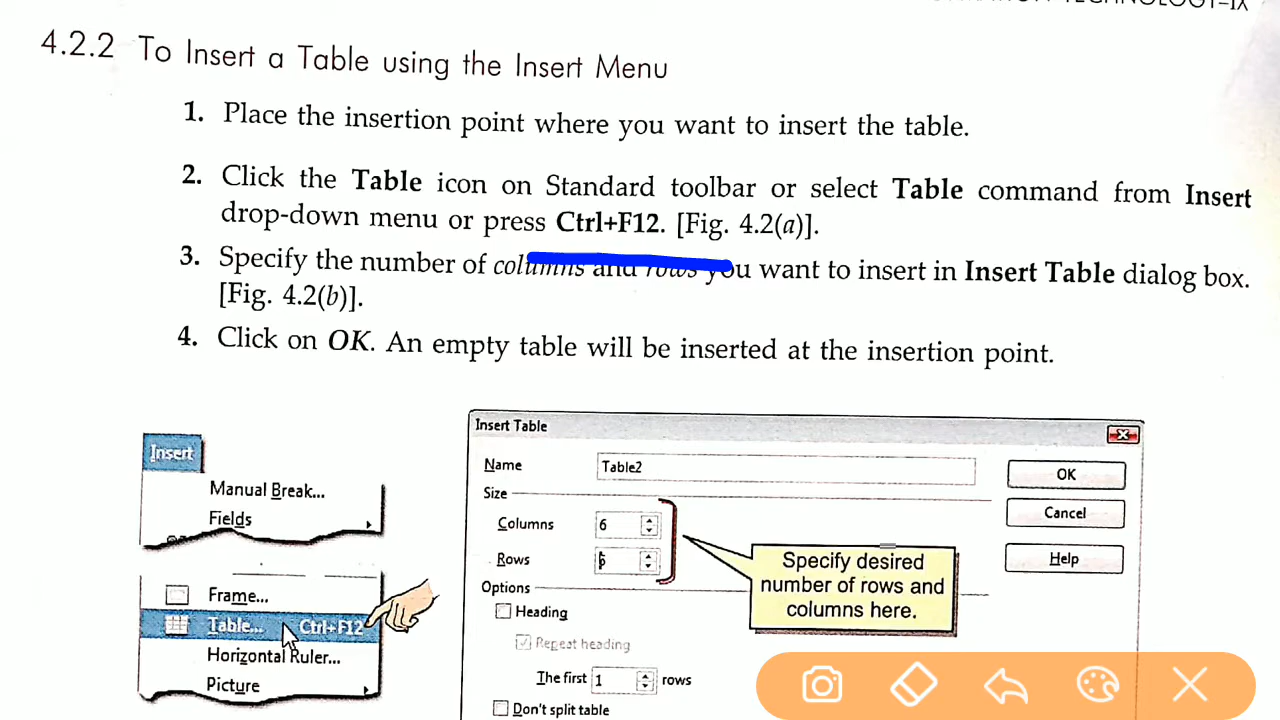 4.2.2 To Insert a Table using the Insert Menu
1. Place the insertion point where you want to insert the table.
2. Click the Table icon on Standard toolbar or select Table command from Insert
drop-down menu or press Ctrl+F12. [Fig. 4.2(a)].
3. Specify the number of columns and rows you want to insert in Insert Table dialog box.
[Fig. 4.2(b)].
4. Click on OK. An empty table will be inserted at the insertion point.
Insert
Manual Break...
Fields
Frame...
Table... Ctrl+F12
Horizontal Ruler...
Picture
Insert Table
Name Table2
Size
Columns 6
Rows
Options
Heading
Repeat heading
The first 1 rows
Don't split table
OK
Cancel
Help
Specify desired
number of rows and
columns here.